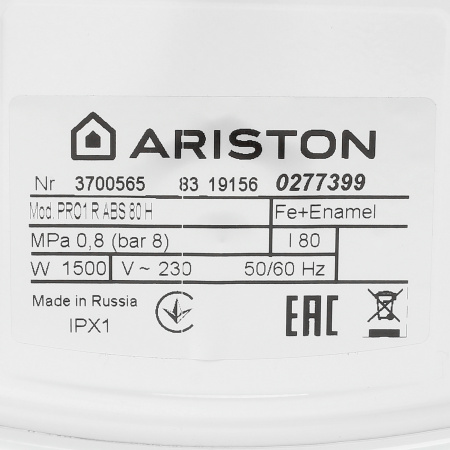 ARISTON
Nr 3700565 83 19156 0277399
Mod. PRO1 R ABS 80 H Fe+Enamel
MPa 0,8 (bar 8) l 80
W 1500 V ~ 230 50/60 Hz
Made in Russia
IPX1 EAC